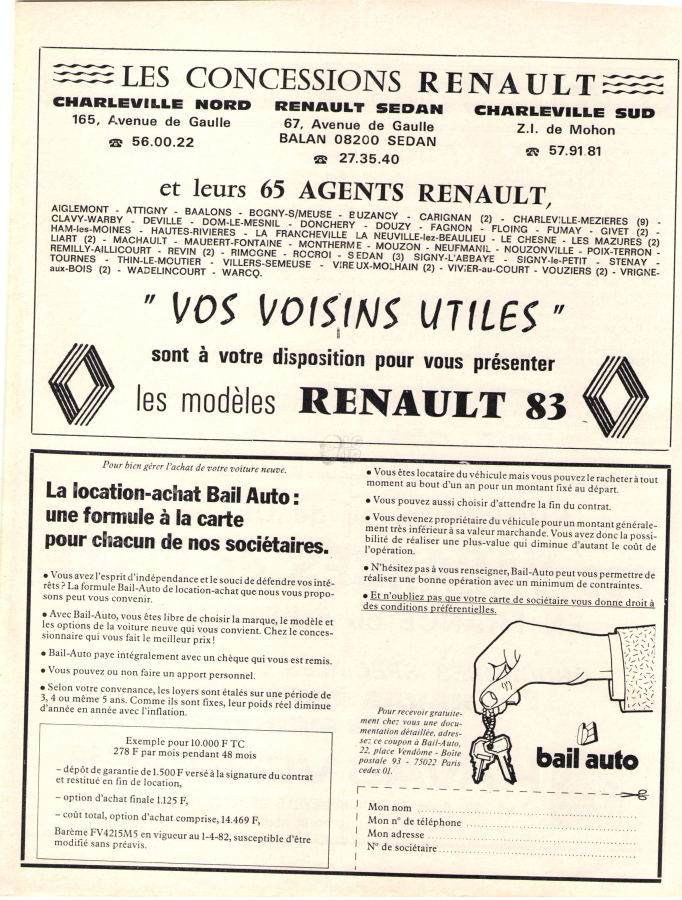 LES CONCESSIONS RENAULT
CHARLEVILLE NORD
165, Avenue de Gaulle
☎ 56.00.22
RENAULT SEDAN
67, Avenue de Gaulle
BALAN 08200 SEDAN
☎ 27.35.40
CHARLEVILLE SUD
Z.I. de Mohon
☎ 57.91.81
et leurs 65 AGENTS RENAULT,
AIGLEMONT - ATTIGNY - BAALONS - BOGNY-S/MEUSE - BUZANCY - CARIGNAN (2) - CHARLEVILLE-MEZIERES (9) -
CLAVY-WARBY - DEVILLE - DOM-LE-MESNIL - DONCHERY - DOUZY - FAGNON - FLOING - FUMAY - GIVET (2) -
HAM-les-MOINES - HAUTES-RIVIERES - LA FRANCHEVILLE LA NEUVILLE-lez-BEAULIEU - LE CHESNE - LES MAZURES (2)
LIART (2) - MACHAULT - MAUBERT-FONTAINE - MONTHERME - MOUZON - NEUFMANIL - NOUZONVILLE - POIX-TERRON -
REMILLY-AILLICOURT - REVIN (2) - RIMOGNE - ROCROI - SEDAN (3) SIGNY-L'ABBAYE - SIGNY-le-PETIT - STENAY -
TOURNES - THIN-LE-MOUTIER - VILLERS-SEMEUSE - VIREUX-MOLHAIN (2) - VIVIER-au-COURT - VOUZIERS (2) - VRIGNE-
aux-BOIS (2) - WADELINCOURT - WARCQ.
" VOS VOISINS UTILES "
sont à votre disposition pour vous présenter
les modèles RENAULT 83
Pour bien gérer l'achat de votre voiture neuve.
La location-achat Bail Auto :
une formule à la carte
pour chacun de nos sociétaires.
• Vous avez l'esprit d'indépendance et le souci de défendre vos inté-
rêts ? La formule Bail-Auto de location-achat que nous vous propo-
sons peut vous convenir.
• Avec Bail-Auto, vous êtes libre de choisir la marque, le modèle et
les options de la voiture neuve qui vous convient. Chez le conces-
sionnaire qui vous fait le meilleur prix !
• Bail-Auto paye intégralement avec un chèque qui vous est remis.
• Vous pouvez ou non faire un apport personnel.
• Selon votre convenance, les loyers sont étalés sur une période de
3, 4 ou même 5 ans. Comme ils sont fixes, leur poids réel diminue
d'année en année avec l'inflation.
Exemple pour 10.000 F TC
278 F par mois pendant 48 mois
– dépôt de garantie de 1.500 F versé à la signature du contrat
et restitué en fin de location,
– option d'achat finale 1.125 F,
– coût total, option d'achat comprise, 14.469 F,
Barème FV4215M5 en vigueur au 1-4-82, susceptible d'être
modifié sans préavis.
• Vous êtes locataire du véhicule mais vous pouvez le racheter à tout
moment au bout d'un an pour un montant fixé au départ.
• Vous pouvez aussi choisir d'attendre la fin du contrat.
• Vous devenez propriétaire du véhicule pour un montant générale-
ment très inférieur à sa valeur marchande. Vous avez donc la possi-
bilité de réaliser une plus-value qui diminue d'autant le coût de
l'opération.
• N'hésitez pas à vous renseigner, Bail-Auto peut vous permettre de
réaliser une bonne opération avec un minimum de contraintes.
• Et n'oubliez pas que votre carte de sociétaire vous donne droit à
des conditions préférentielles.
Pour recevoir gratuite-
ment chez vous une docu-
mentation détaillée, adres-
sez ce coupon à Bail-Auto,
22, place Vendôme - Boîte
postale 93 - 75022 Paris
cedex 01.
bail auto
Mon nom
Mon n° de téléphone
Mon adresse
N° de sociétaire